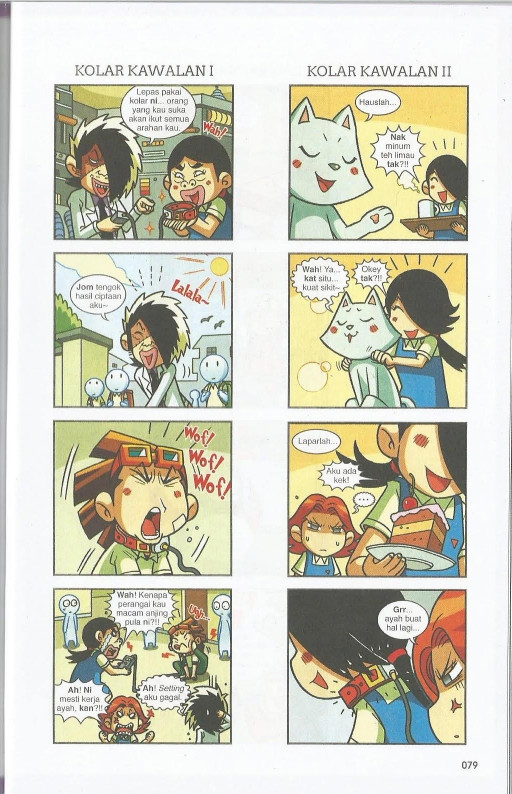 KOLAR KAWALAN I
Lepas pakai
kolar ni... orang
yang kau suka
akan ikut semua
arahan kau.
Wah!
Jom tengok
hasil ciptaan
aku~
Lalala~
Wof!
Wof!
Wof!
Wah! Kenapa
perangai kau
macam anjing
pula ni?!!
Ugh...
Ah! Ni
mesti kerja
ayah, kan?!!
Ah! Setting
aku gagal.
KOLAR KAWALAN II
Hauslah...
Nak
minum
teh limau
tak?!!
Wah! Ya...
kat situ...
kuat sikit~
Okey
tak?!!
Laparlah...
Aku ada
kek!
...
Grr...
ayah buat
hal lagi...
079